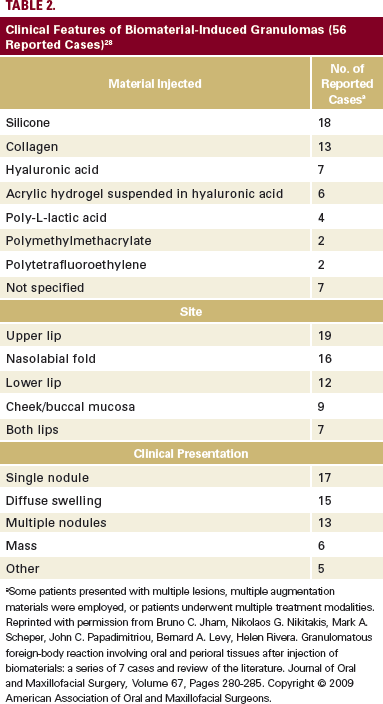 TABLE 2.
Clinical Features of Biomaterial-Induced Granulomas (56
Reported Cases)28
Material Injected No. of
Reported
Casesa
Silicone 18
Collagen 13
Hyaluronic acid 7
Acrylic hydrogel suspended in hyaluronic acid 6
Poly-L-lactic acid 4
Polymethylmethacrylate 2
Polytetrafluoroethylene 2
Not specified 7
Site
Upper lip 19
Nasolabial fold 16
Lower lip 12
Cheek/buccal mucosa 9
Both lips 7
Clinical Presentation
Single nodule 17
Diffuse swelling 15
Multiple nodules 13
Mass 6
Other 5
aSome patients presented with multiple lesions, multiple augmentation
materials were employed, or patients underwent multiple treatment modalities.
Reprinted with permission from Bruno C. Jham, Nikolaos G. Nikitakis, Mark A.
Scheper, John C. Papadimitriou, Bernard A. Levy, Helen Rivera. Granulomatous
foreign-body reaction involving oral and perioral tissues after injection of
biomaterials: a series of 7 cases and review of the literature. Journal of Oral
and Maxillofacial Surgery, Volume 67, Pages 280-285. Copyright © 2009
American Association of Oral and Maxillofacial Surgeons.